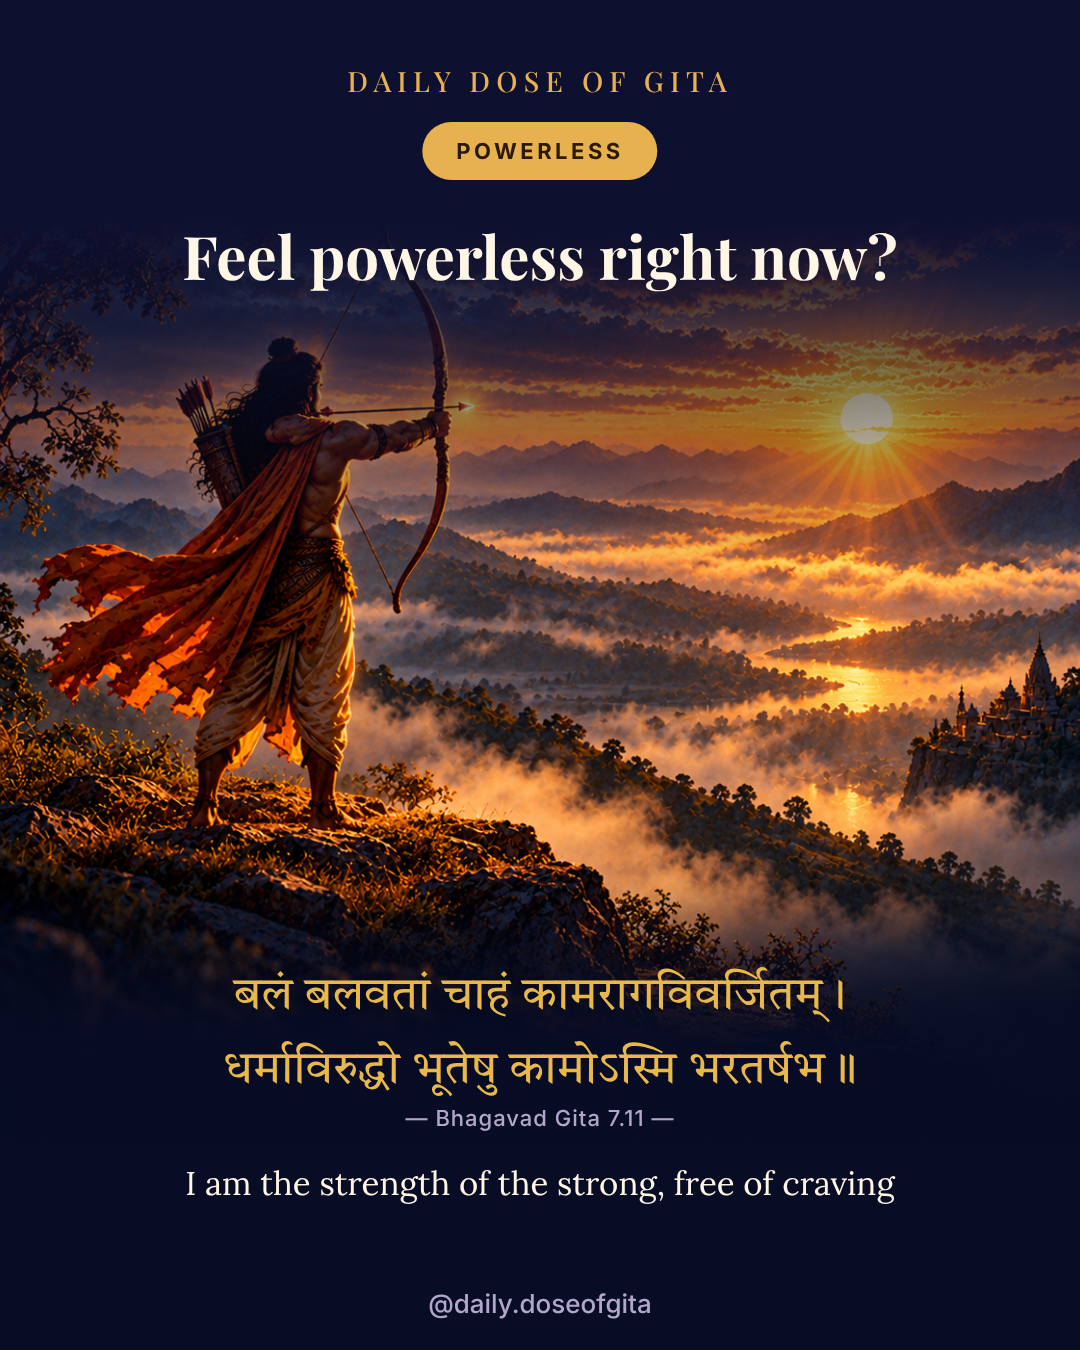 DAILY DOSE OF GITA
POWERLESS
Feel powerless right now?
बलं बलवतां चाहं कामरागविवर्जितम् ।
धर्माविरुद्धो भूतेषु कामोऽस्मि भरतर्षभ ॥
— Bhagavad Gita 7.11 —
I am the strength of the strong, free of craving
@daily.doseofgita